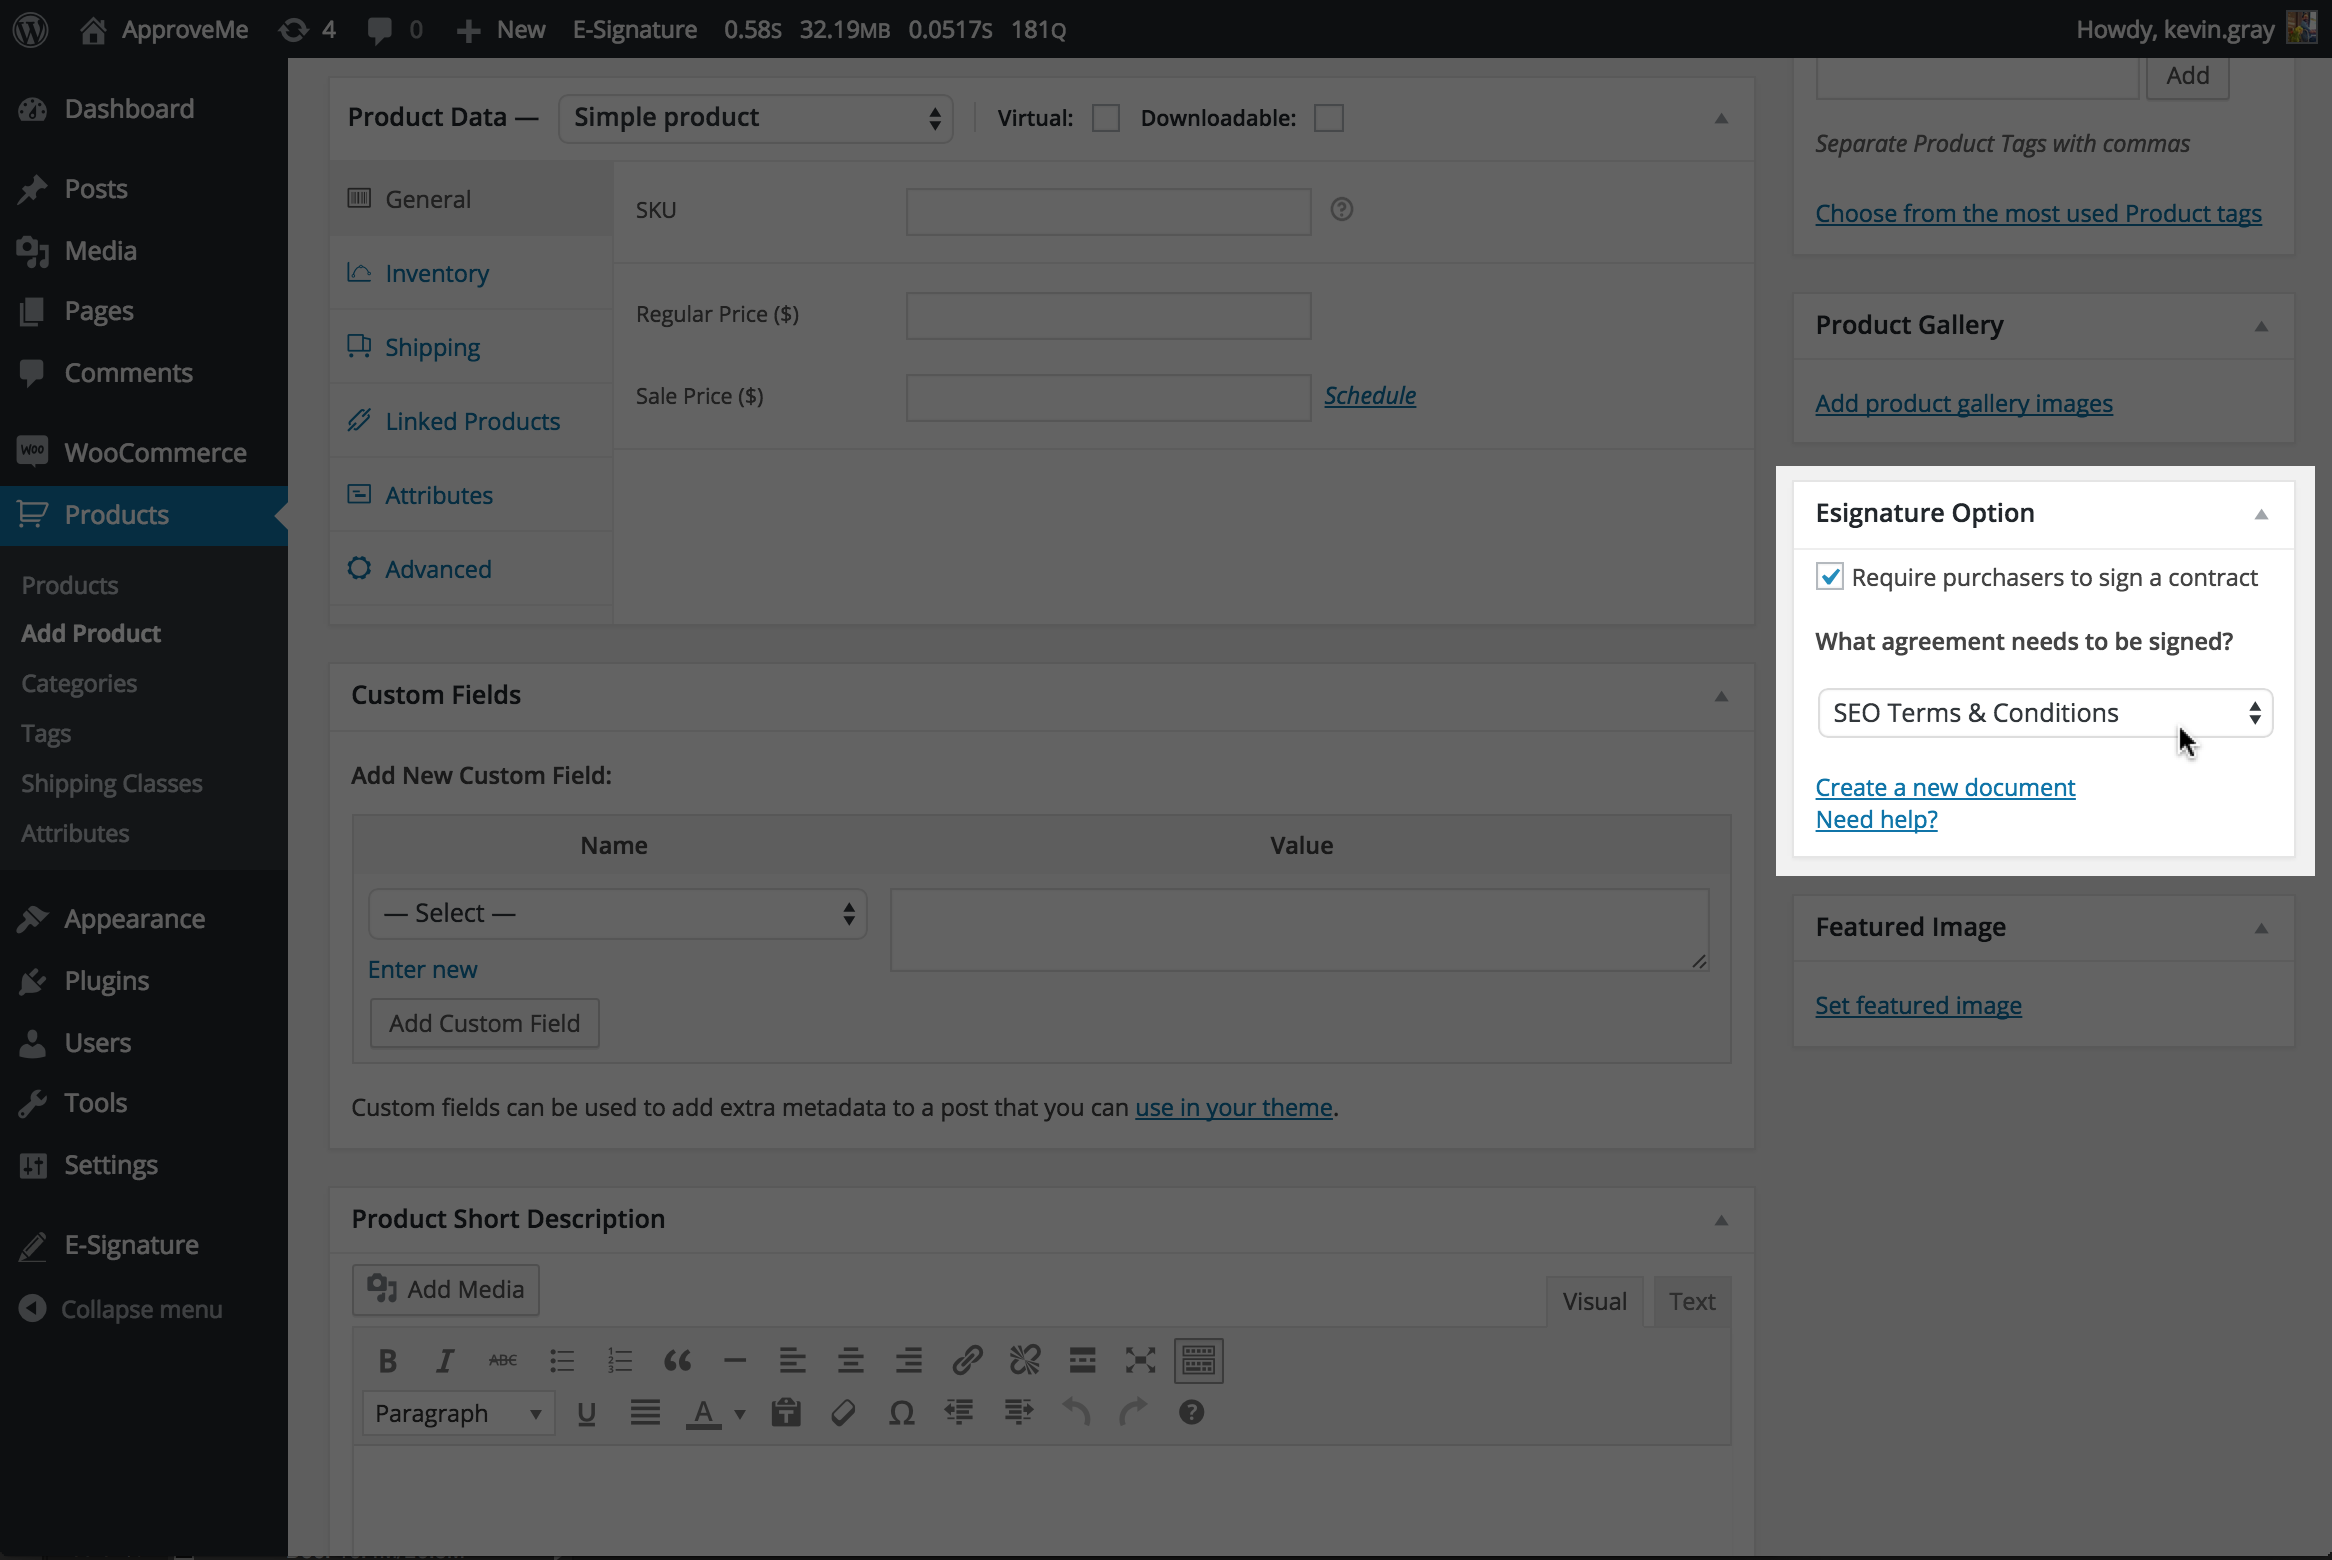 ApproveMe 4 0 New E-Signature 0.58S 32.19MB 0.0517S 181Q Howdy, kevin.gray
Dashboard
Posts
Media
Pages
Comments
WOO WooCommerce
Products
Products
Add Product
Categories
Tags
Shipping Classes
Attributes
Appearance
Plugins
Users
Tools
Settings
E-Signature
Collapse menu
Product Data — Simple product Virtual: Downloadable:
General
Inventory
Shipping
Linked Products
Attributes
Advanced
SKU
Regular Price ($)
Sale Price ($) Schedule
Custom Fields
Add New Custom Field:
Name Value
— Select —
Enter new
Add Custom Field
Custom fields can be used to add extra metadata to a post that you can use in your theme.
Product Short Description
Add Media Visual Text
B I ABC
Paragraph U A Ω
Add
Separate Product Tags with commas
Choose from the most used Product tags
Product Gallery
Add product gallery images
Esignature Option
Require purchasers to sign a contract
What agreement needs to be signed?
SEO Terms & Conditions
Create a new document
Need help?
Featured Image
Set featured image